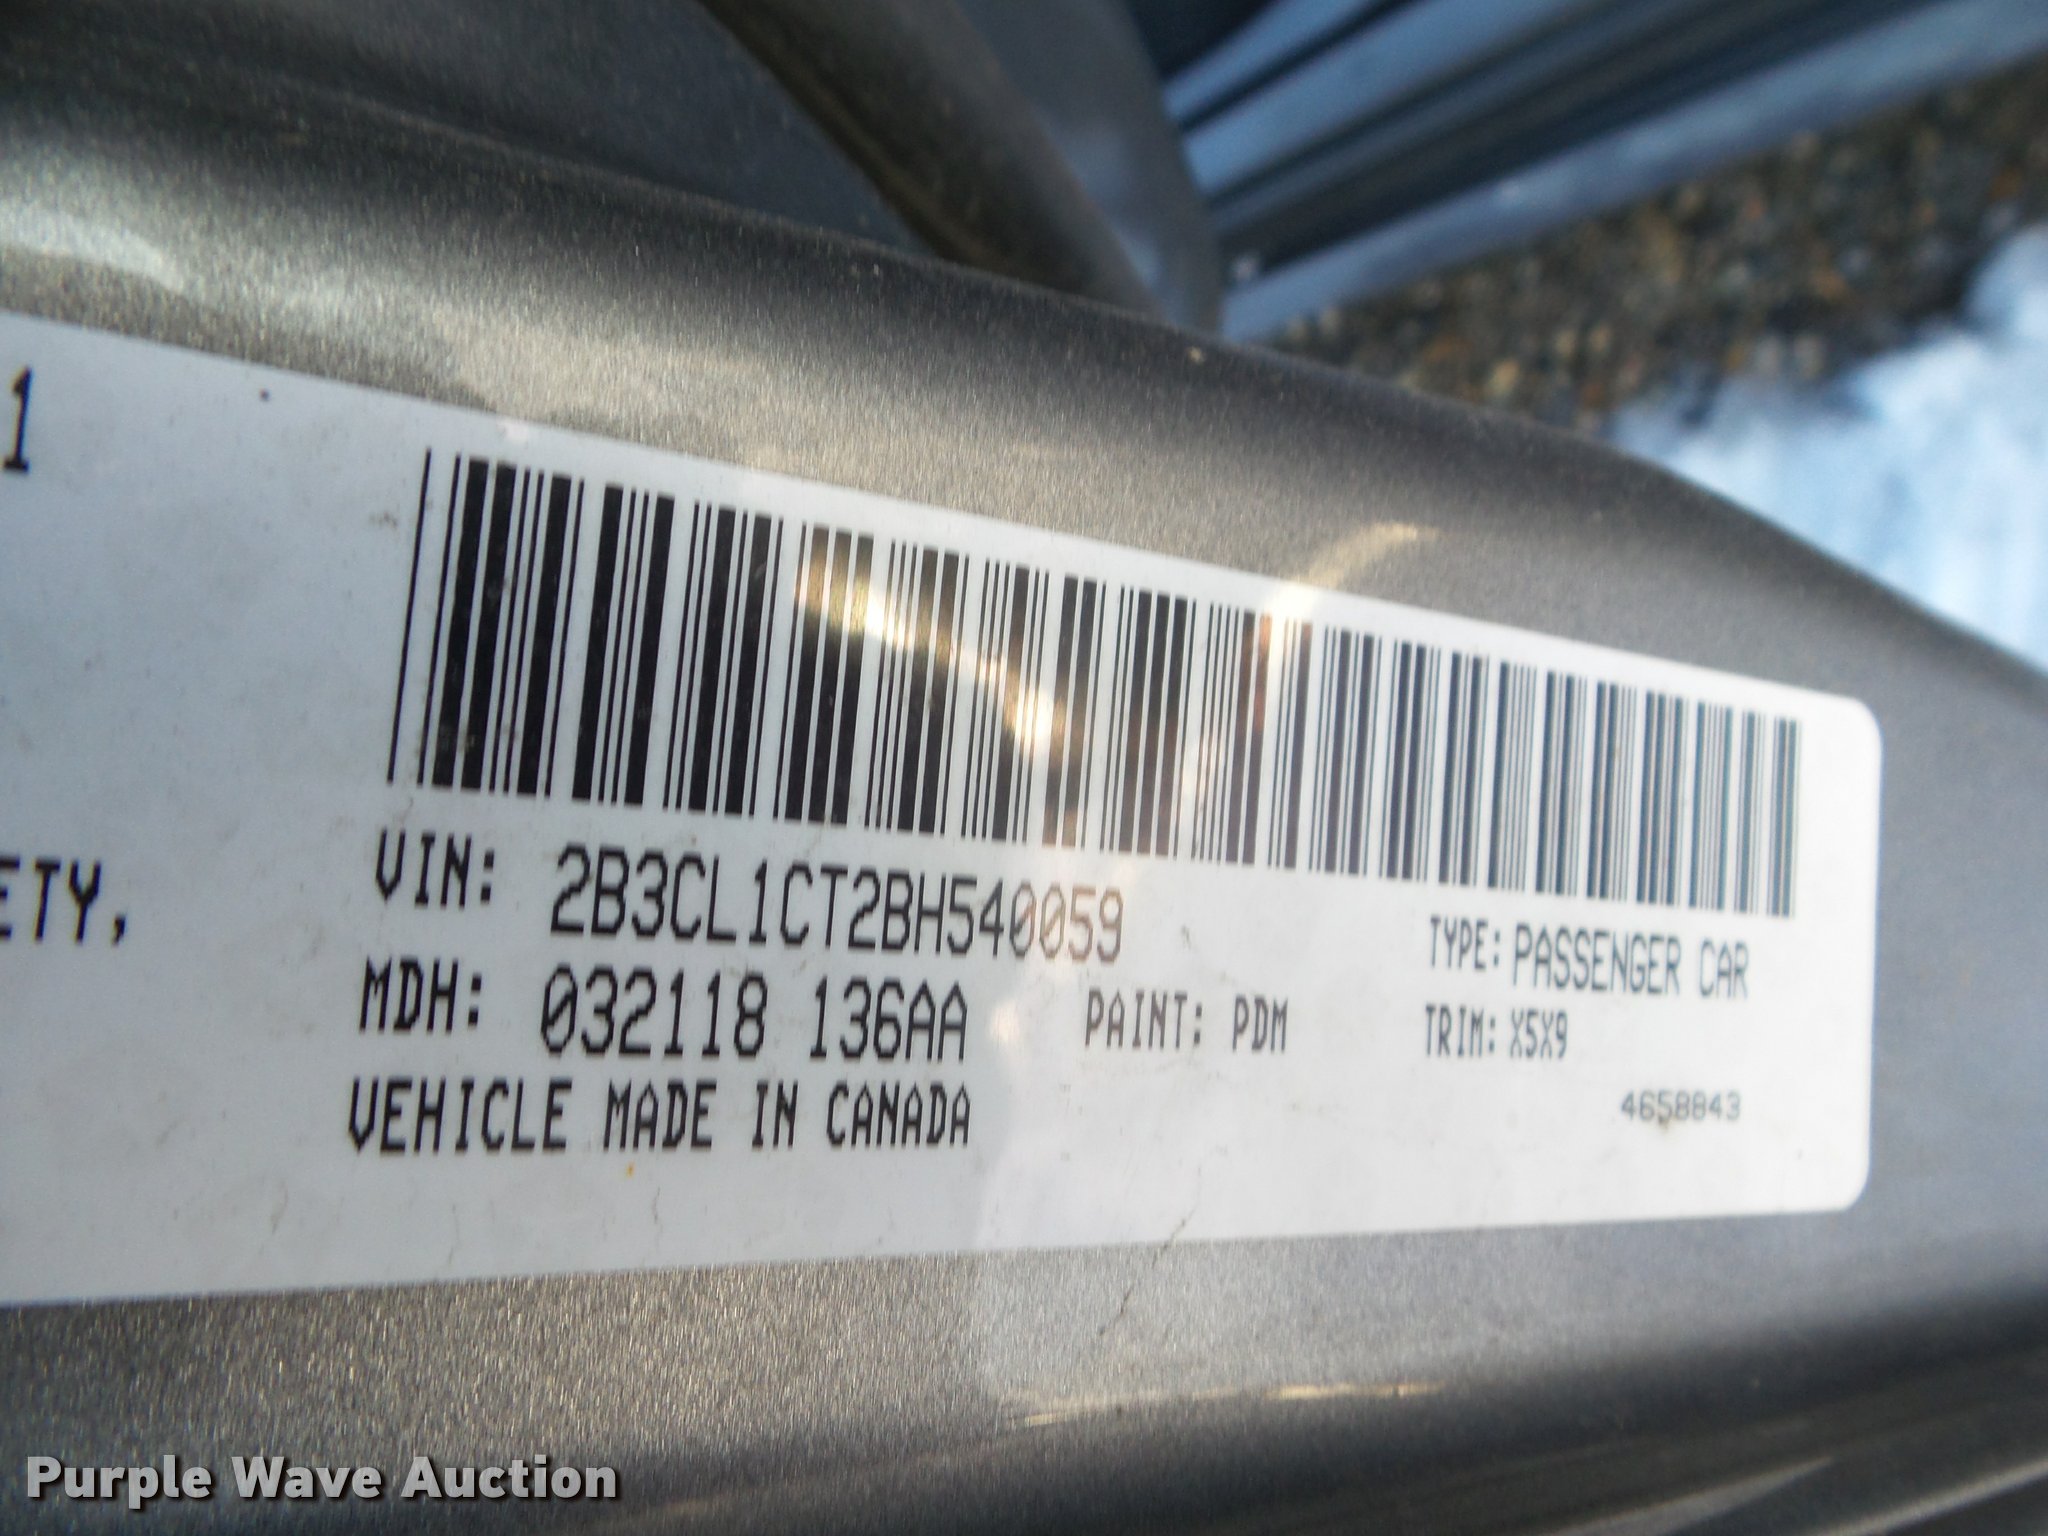 1
ETY,
VIN: 2B3CL1CT2BH540059
TYPE: PASSENGER CAR
MDH: 032118 136AA
PAINT: PDM
TRIM: X5X9
VEHICLE MADE IN CANADA
4658843
Purple Wave Auction